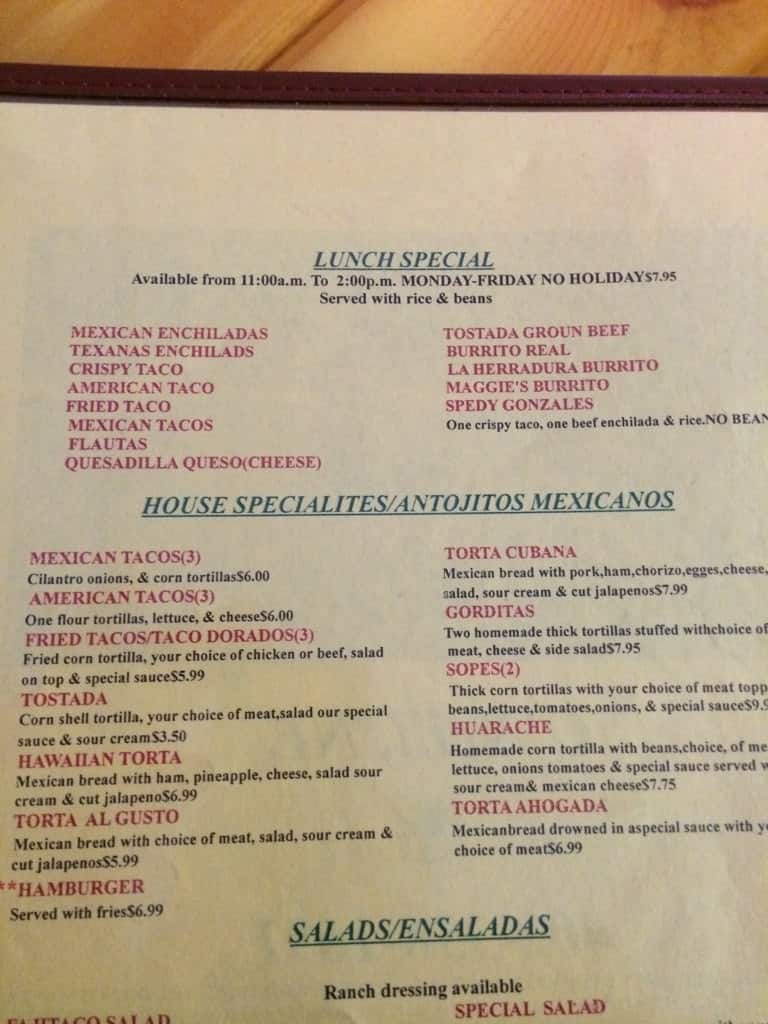 LUNCH SPECIAL
Available from 11:00a.m. To 2:00p.m. MONDAY-FRIDAY NO HOLIDAY$7.95
Served with rice & beans
MEXICAN ENCHILADAS
TEXANAS ENCHILADS
CRISPY TACO
AMERICAN TACO
FRIED TACO
MEXICAN TACOS
FLAUTAS
QUESADILLA QUESO(CHEESE)
TOSTADA GROUN BEEF
BURRITO REAL
LA HERRADURA BURRITO
MAGGIE'S BURRITO
SPEDY GONZALES
One crispy taco, one beef enchilada & rice.NO BEAN
HOUSE SPECIALITES/ANTOJITOS MEXICANOS
MEXICAN TACOS(3)
Cilantro onions, & corn tortillas$6.00
AMERICAN TACOS(3)
One flour tortillas, lettuce, & cheese$6.00
FRIED TACOS/TACO DORADOS(3)
Fried corn tortilla, your choice of chicken or beef, salad
on top & special sauce$5.99
TOSTADA
Corn shell tortilla, your choice of meat,salad our special
sauce & sour cream$3.50
HAWAIIAN TORTA
Mexican bread with ham, pineapple, cheese, salad sour
cream & cut jalapeno$6.99
TORTA AL GUSTO
Mexican bread with choice of meat, salad, sour cream &
cut jalapenos$5.99
**HAMBURGER
Served with fries$6.99
TORTA CUBANA
Mexican bread with pork,ham,chorizo,egges,cheese,
salad, sour cream & cut jalapenos$7.99
GORDITAS
Two homemade thick tortillas stuffed withchoice of
meat, cheese & side salad$7.95
SOPES(2)
Thick corn tortillas with your choice of meat topp
beans,lettuce,tomatoes,onions, & special sauce$9.9
HUARACHE
Homemade corn tortilla with beans,choice, of me
lettuce, onions tomatoes & special sauce served w
sour cream& mexican cheese$7.75
TORTA AHOGADA
Mexicanbread drowned in aspecial sauce with y
choice of meat$6.99
SALADS/ENSALADAS
Ranch dressing available
FAJITACO SALAD
SPECIAL SALAD